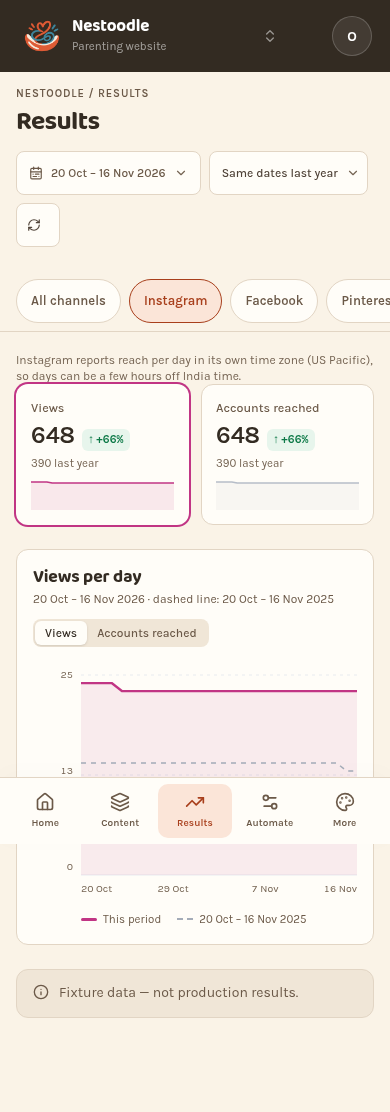 Nestoodle
Parenting website
O
NESTOODLE / RESULTS
Results
20 Oct – 16 Nov 2026
Same dates last year
All channels
Instagram
Facebook
Pinteres
Instagram reports reach per day in its own time zone (US Pacific),
so days can be a few hours off India time.
Views
648 ↑ +66%
390 last year
Accounts reached
648 ↑ +66%
390 last year
Views per day
20 Oct – 16 Nov 2026 · dashed line: 20 Oct – 16 Nov 2025
Views
Accounts reached
25
13
Home
Content
Results
Automate
More
0
20 Oct
29 Oct
7 Nov
16 Nov
This period
20 Oct – 16 Nov 2025
Fixture data — not production results.